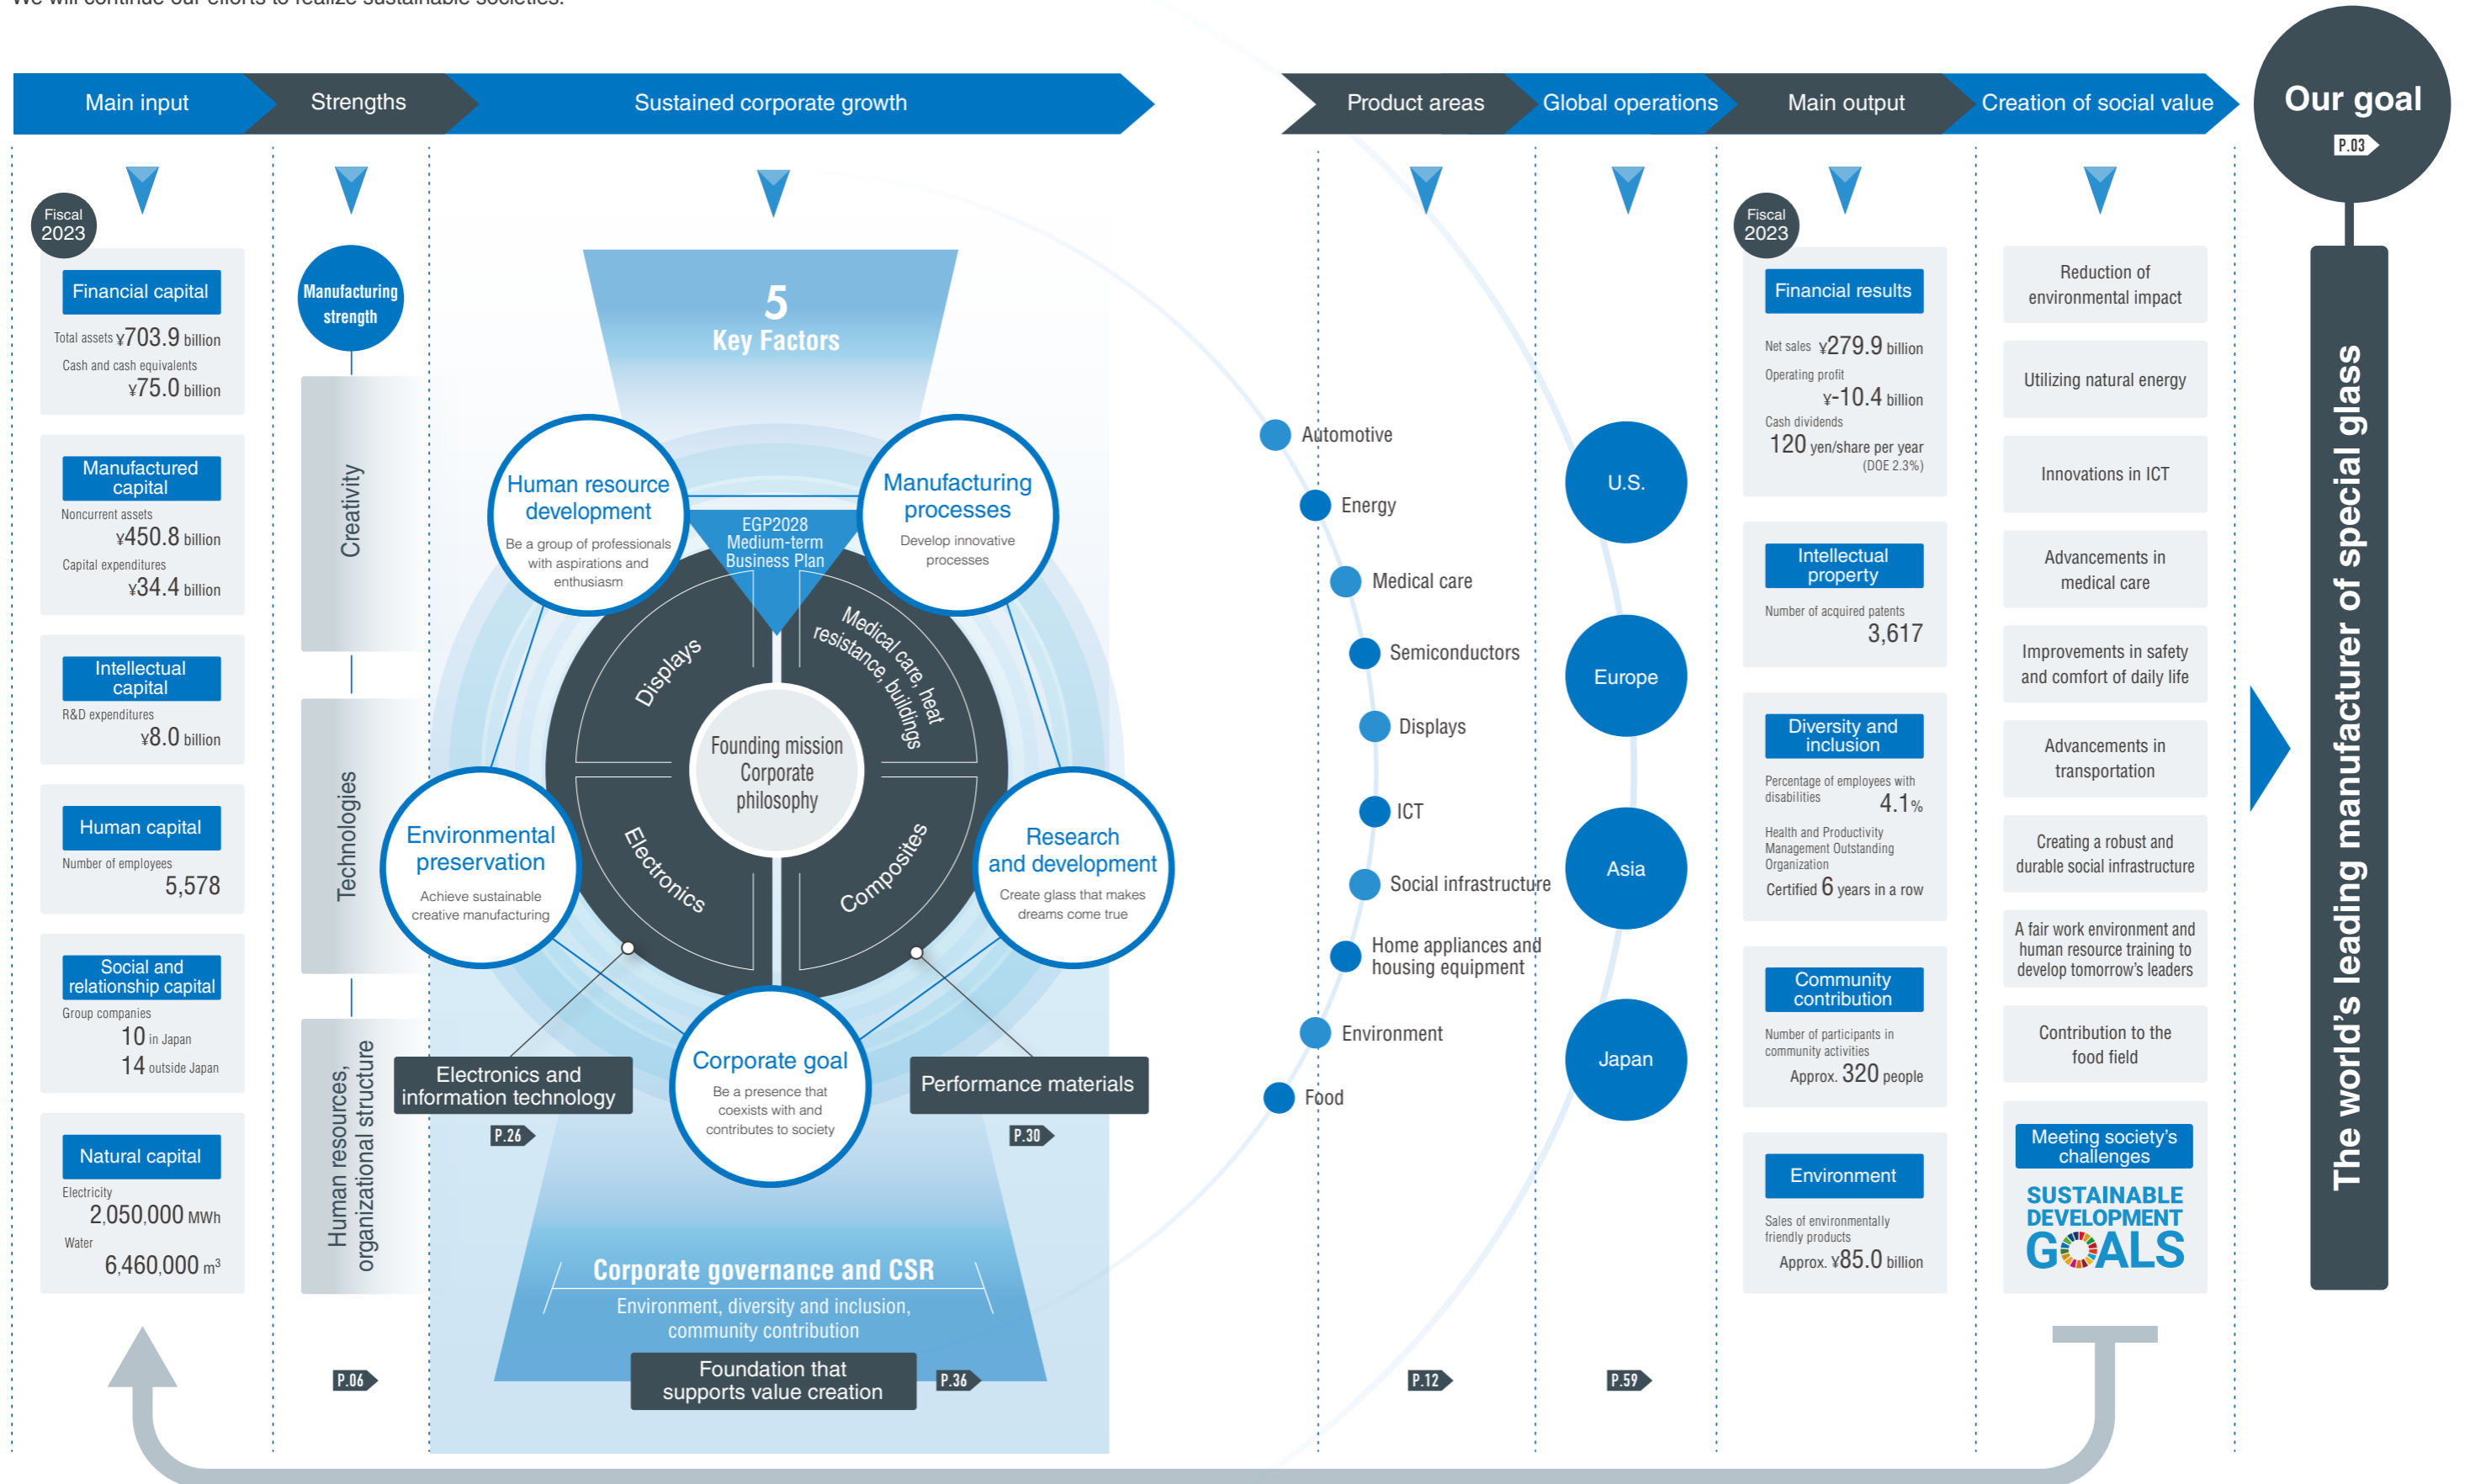 We will continue our efforts to realize sustainable societies.
Main input
Strengths
Sustained corporate growth
Product areas
Global operations
Main output
Creation of social value
Our goal
P.03
Fiscal
2023
Financial capital
Total assets ¥703.9 billion
Cash and cash equivalents
¥75.0 billion
Manufactured
capital
Noncurrent assets
¥450.8 billion
Capital expenditures
¥34.4 billion
Intellectual
capital
R&D expenditures
¥8.0 billion
Human capital
Number of employees
5,578
Social and
relationship capital
Group companies
10 in Japan
14 outside Japan
Natural capital
Electricity
2,050,000 MWh
Water
6,460,000 m³
Manufacturing
strength
Creativity
Technologies
Human resources,
organizational structure
P.06
5
Key Factors
Human resource
development
Be a group of professionals
with aspirations and
enthusiasm
Manufacturing
processes
Develop innovative
processes
EGP2028
Medium-term
Business Plan
Displays
Medical care, heat
resistance, buildings
Founding mission
Corporate
philosophy
Electronics
Composites
Environmental
preservation
Achieve sustainable
creative manufacturing
Research
and development
Create glass that makes
dreams come true
Corporate goal
Be a presence that
coexists with and
contributes to society
Electronics and
information technology
P.26
Performance materials
P.30
Corporate governance and CSR
Environment, diversity and inclusion,
community contribution
Foundation that
supports value creation
P.36
Automotive
Energy
Medical care
Semiconductors
Displays
ICT
Social infrastructure
Home appliances and
housing equipment
Environment
Food
P.12
U.S.
Europe
Asia
Japan
P.59
Fiscal
2023
Financial results
Net sales ¥279.9 billion
Operating profit
¥-10.4 billion
Cash dividends
120 yen/share per year
(DOE 2.3%)
Intellectual
property
Number of acquired patents
3,617
Diversity and
inclusion
Percentage of employees with
disabilities 4.1%
Health and Productivity
Management Outstanding
Organization
Certified 6 years in a row
Community
contribution
Number of participants in
community activities
Approx. 320 people
Environment
Sales of environmentally
friendly products
Approx. ¥85.0 billion
Reduction of
environmental impact
Utilizing natural energy
Innovations in ICT
Advancements in
medical care
Improvements in safety
and comfort of daily life
Advancements in
transportation
Creating a robust and
durable social infrastructure
A fair work environment and
human resource training to
develop tomorrow's leaders
Contribution to the
food field
Meeting society's
challenges
SUSTAINABLE
DEVELOPMENT
GOALS
The world's leading manufacturer of special glass